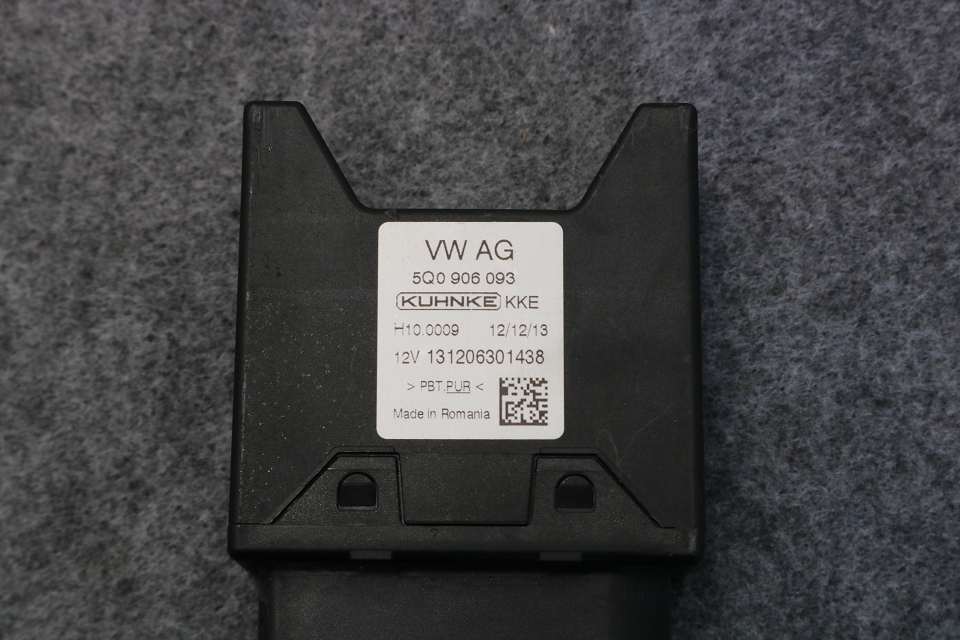 VW AG
5Q0 906 093
KUHNKE KKE
H10.0009 12/12/13
12V 131206301438
> PBT,PUR <
Made in Romania